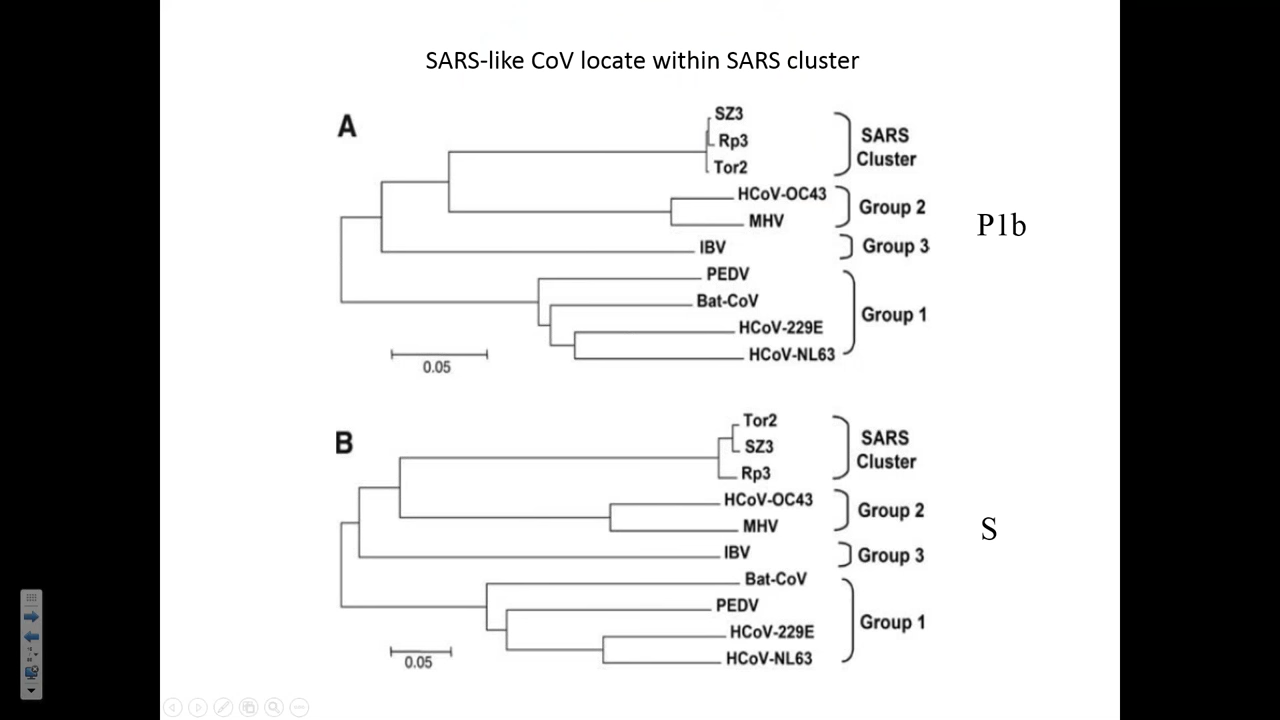 SARS-like CoV locate within SARS cluster
A
SZ3
Rp3
Tor2
SARS
Cluster
HCoV-OC43
MHV
Group 2
P1b
IBV
Group 3
PEDV
Bat-CoV
HCoV-229E
HCoV-NL63
Group 1
0.05
B
Tor2
SZ3
Rp3
SARS
Cluster
HCoV-OC43
MHV
Group 2
S
IBV
Group 3
Bat-CoV
PEDV
HCoV-229E
HCoV-NL63
Group 1
0.05